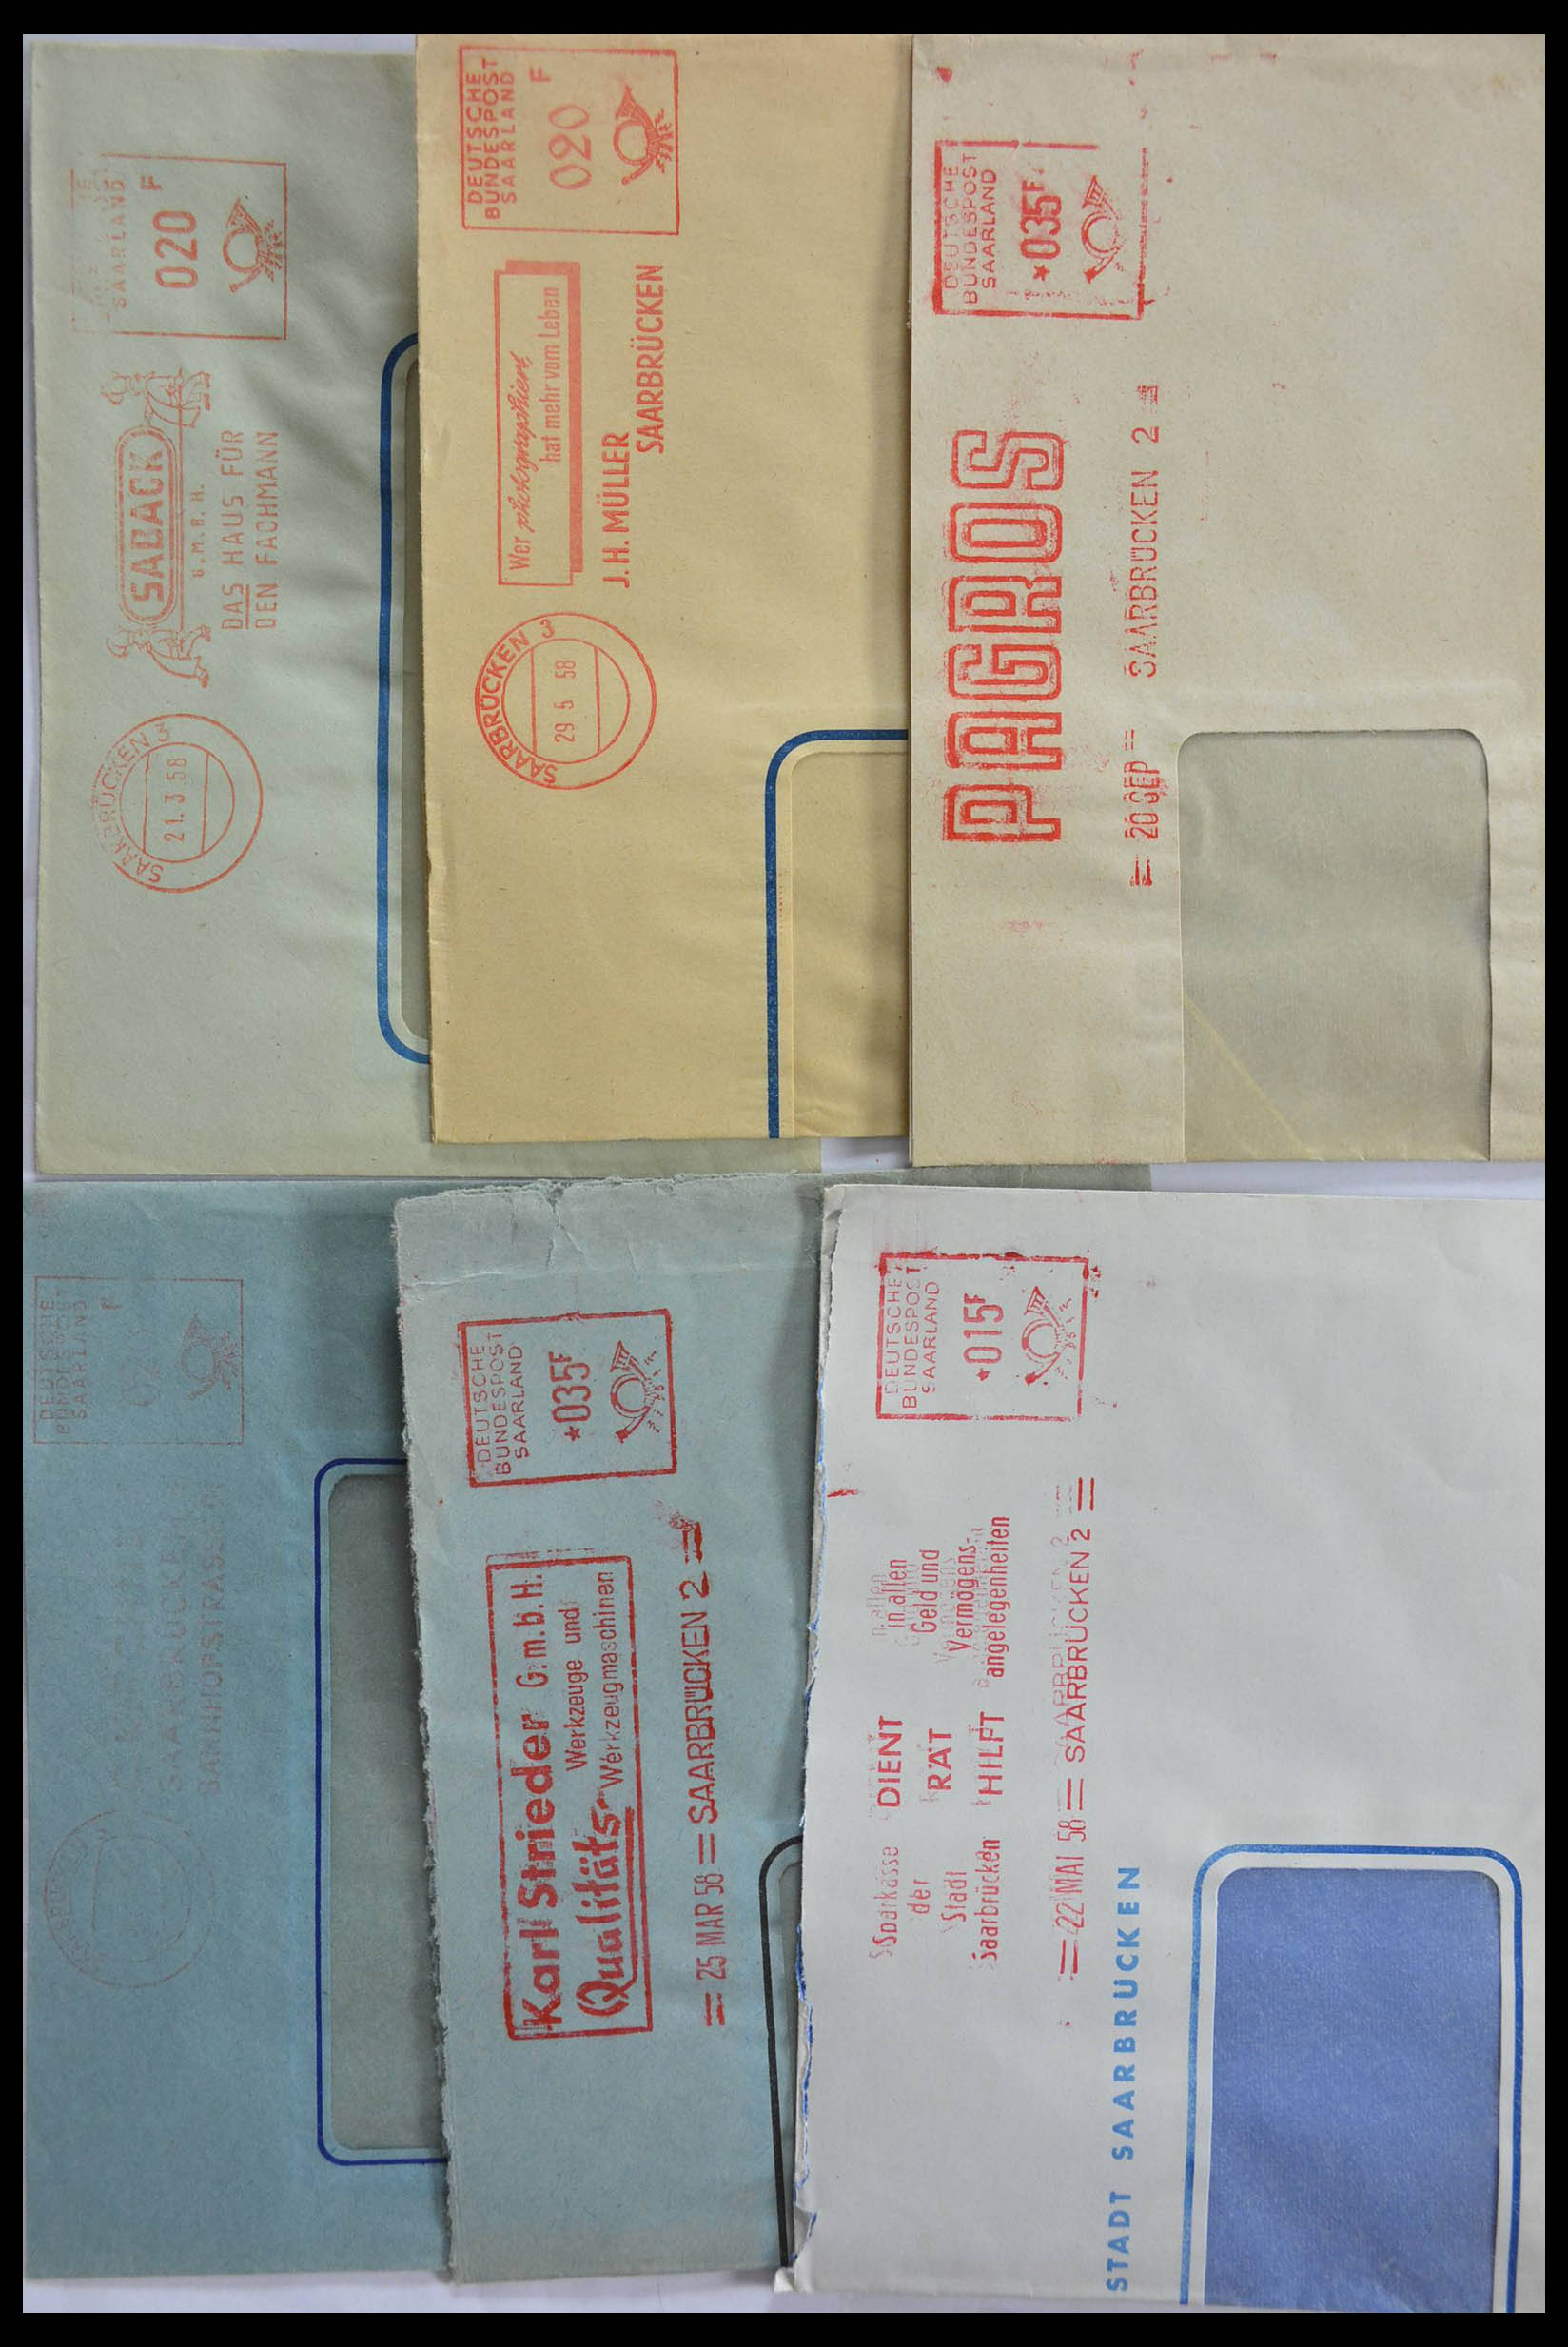 SAARBRÜCKEN 3
21.3.58
SABACK
G.M.B.H.
DAS HAUS FÜR
DEN FACHMANN
SAARLAND
020 F
SAARBRÜCKEN 3
29 5 58
Wer photographiert
hat mehr vom Leben
J.H. MÜLLER
SAARBRÜCKEN
DEUTSCHE
BUNDESPOST
SAARLAND
020 F
PAGROS
= 20 SEP = SAARBRÜCKEN 2 =
DEUTSCHE
BUNDESPOST
SAARLAND
*035F
SAARBRÜCKEN
BAHNHOFSTRASSE
DEUTSCHE
BUNDESPOST
SAARLAND
F
Karl Strieder G.m.b.H.
Qualitäts- Werkzeuge und
Werkzeugmaschinen
= 25 MAR 58 = SAARBRÜCKEN 2 =
DEUTSCHE
BUNDESPOST
SAARLAND
*035F
Sparkasse
der
Stadt
Saarbrücken
DIENT
RÄT
HILFT
in allen
Geld und
Vermögens-
angelegenheiten
= 22 MAI 58 = SAARBRÜCKEN 2 =
DEUTSCHE
BUNDESPOST
SAARLAND
*015F
STADT SAARBRÜCKEN